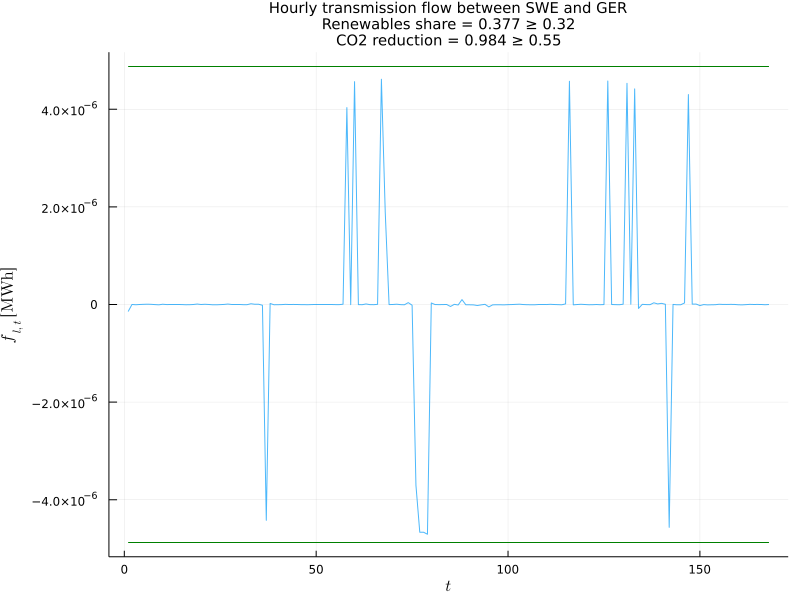 Hourly transmission flow between SWE and GER
Renewables share = 0.377 ≥ 0.32
CO2 reduction = 0.984 ≥ 0.55
4.0×10⁻⁶
2.0×10⁻⁶
0
−2.0×10⁻⁶
−4.0×10⁻⁶
f l,t [MWh]
0 50 100 150
t